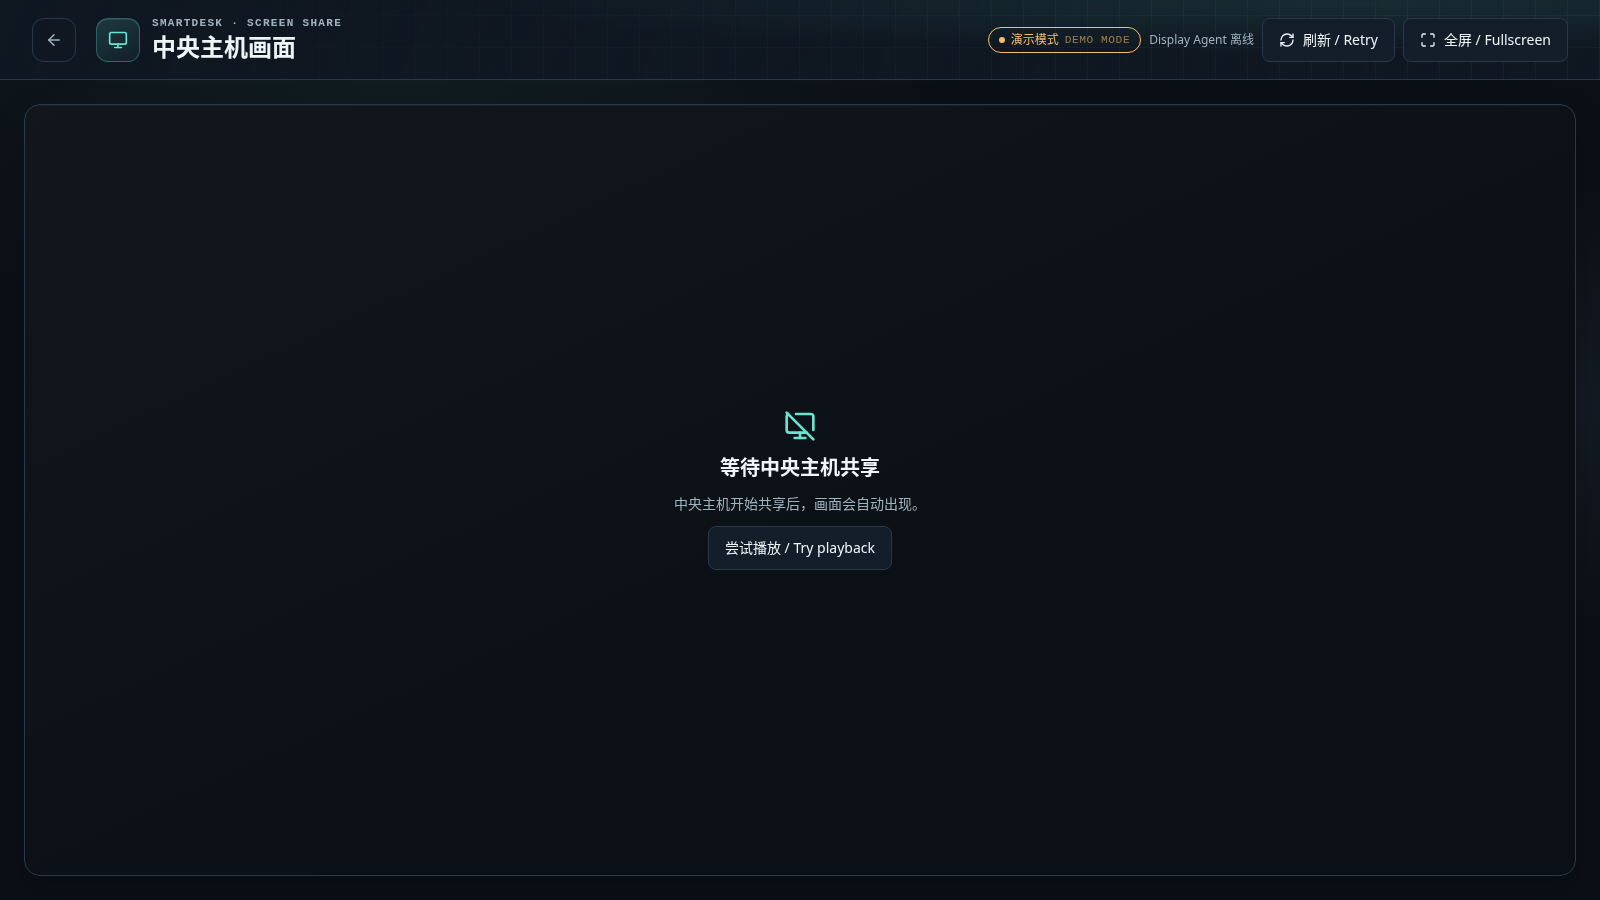 SMARTDESK · SCREEN SHARE
中央主机画面
演示模式 DEMO MODE
Display Agent 离线
刷新 / Retry
全屏 / Fullscreen
等待中央主机共享
中央主机开始共享后，画面会自动出现。
尝试播放 / Try playback